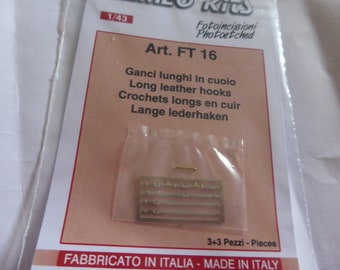 Kits
1/43
Fotoincisioni
Photoetched
Art. FT 16
Ganci lunghi in cuoio
Long leather hooks
Crochets longs en cuir
Lange lederhaken
3+3 Pezzi - Pieces
FABBRICATO IN ITALIA - MADE IN ITALY